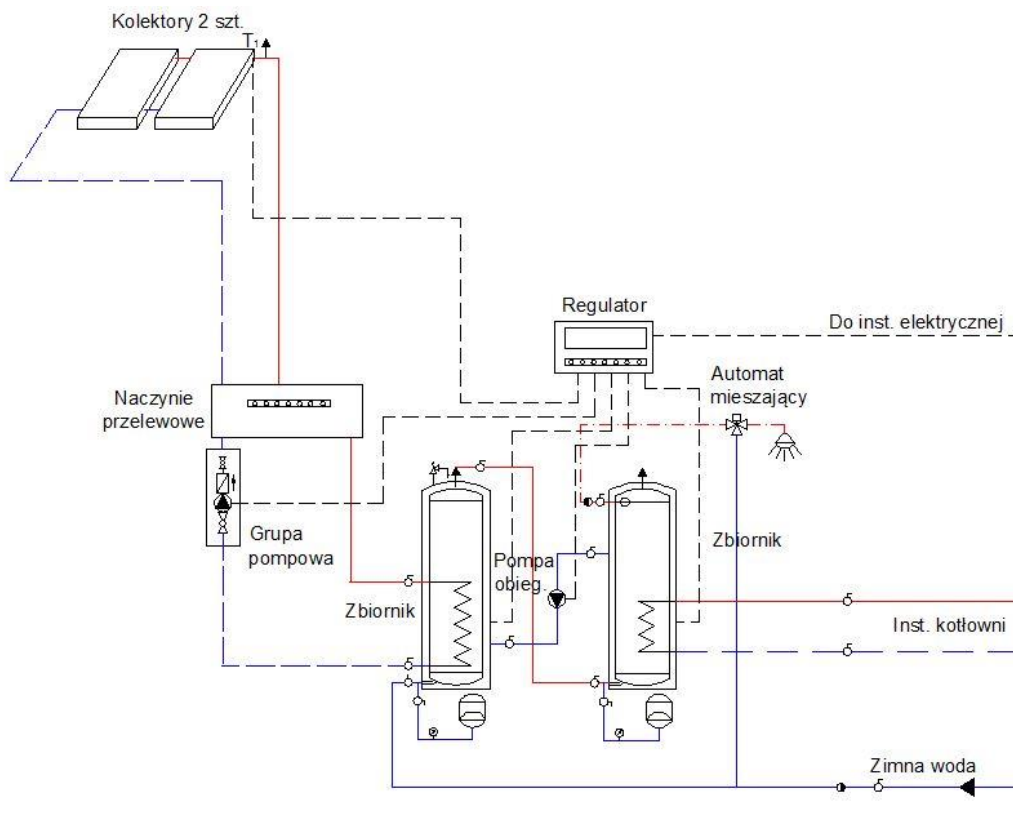 Kolektory 2 szt.
T1
Regulator
Do inst. elektrycznej
Automat
mieszający
Naczynie
przelewowe
Grupa
pompowa
Pompa
obieg.
Zbiornik
Zbiornik
Inst. kotłowni
Zimna woda